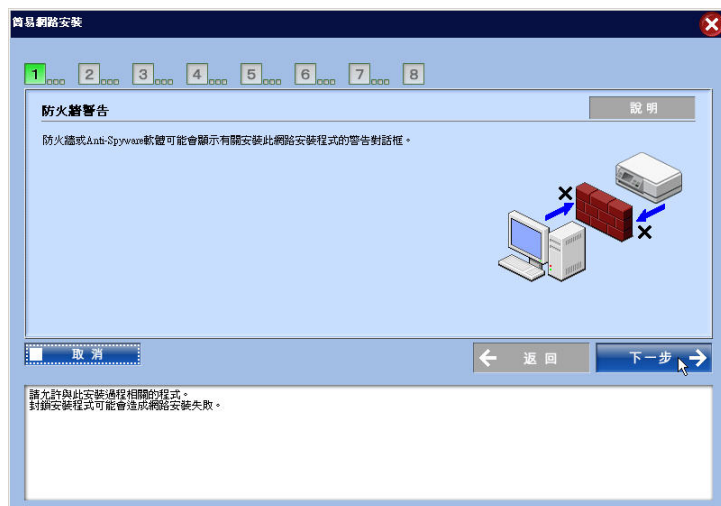 簡易網路安裝
1 2 3 4 5 6 7 8
防火牆警告
說明
防火牆或Anti-Spyware軟體可能會顯示有關安裝此網路安裝程式的警告對話框。
取消
返回
下一步
請允許與此安裝過程相關的程式。
封鎖安裝程式可能會造成網路安裝失敗。